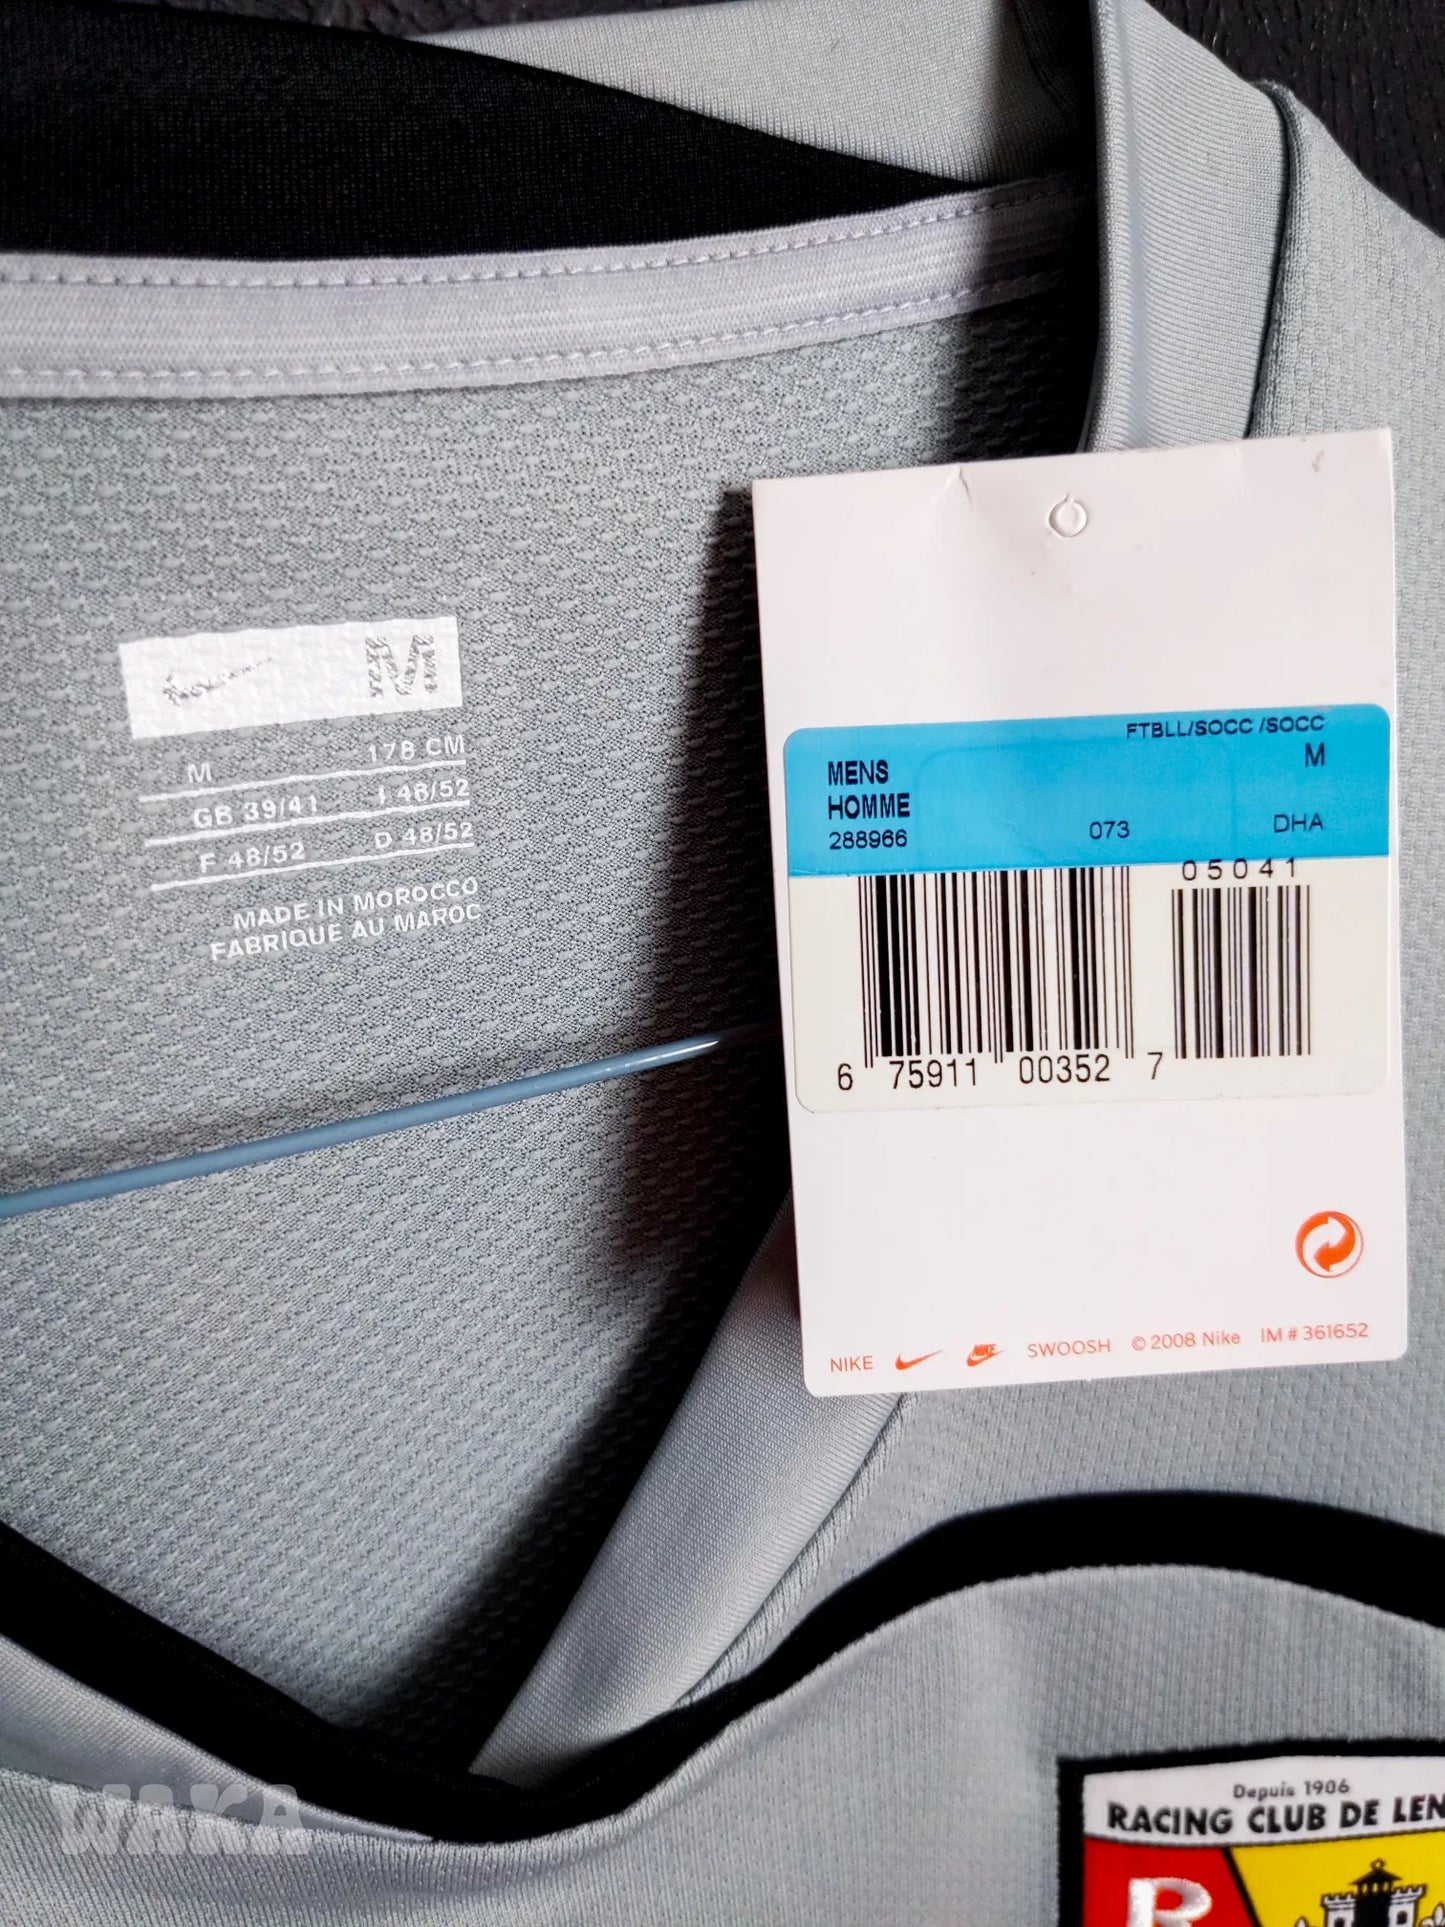 M
M 178 CM
GB 39/41 I 48/52
F 48/52 D 48/52
MADE IN MOROCCO
FABRIQUE AU MAROC
FTBLL/SOCC /SOCC
MENS M
HOMME
288966 073 DHA
05041
6 75911 00352 7
NIKE NIKE SWOOSH © 2008 Nike IM # 361652
Depuis 1906
RACING CLUB DE LEN
R
WAKA